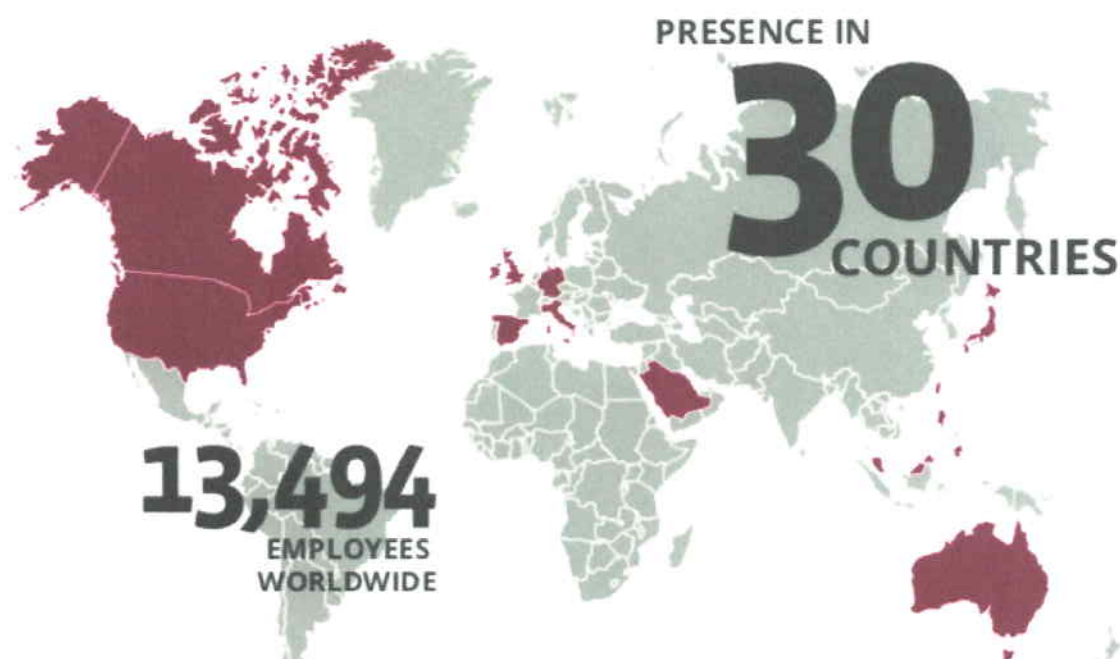 PRESENCE IN
30
COUNTRIES
13,494
EMPLOYEES
WORLDWIDE